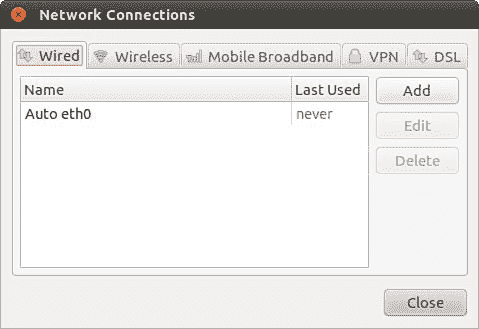 Network Connections
Wired Wireless Mobile Broadband VPN DSL
Name Last Used Add
Auto eth0 never
Edit
Delete
Close